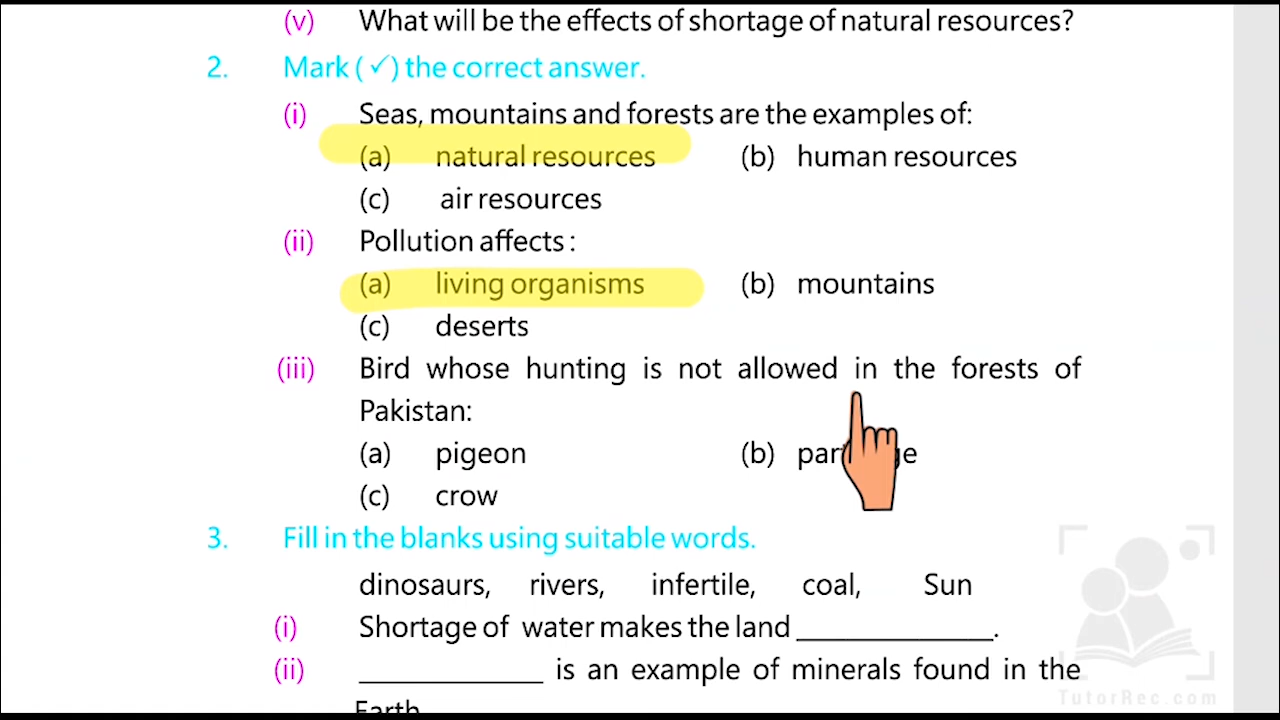 (v) What will be the effects of shortage of natural resources?
2. Mark (✓) the correct answer.
(i) Seas, mountains and forests are the examples of:
(a) natural resources (b) human resources
(c) air resources
(ii) Pollution affects :
(a) living organisms (b) mountains
(c) deserts
(iii) Bird whose hunting is not allowed in the forests of
Pakistan:
(a) pigeon (b)
(c) crow
3. Fill in the blanks using suitable words.
dinosaurs, rivers, infertile, coal, Sun
(i) Shortage of water makes the land ______________.
(ii) _____________ is an example of minerals found in the
Earth
TutorRec.com